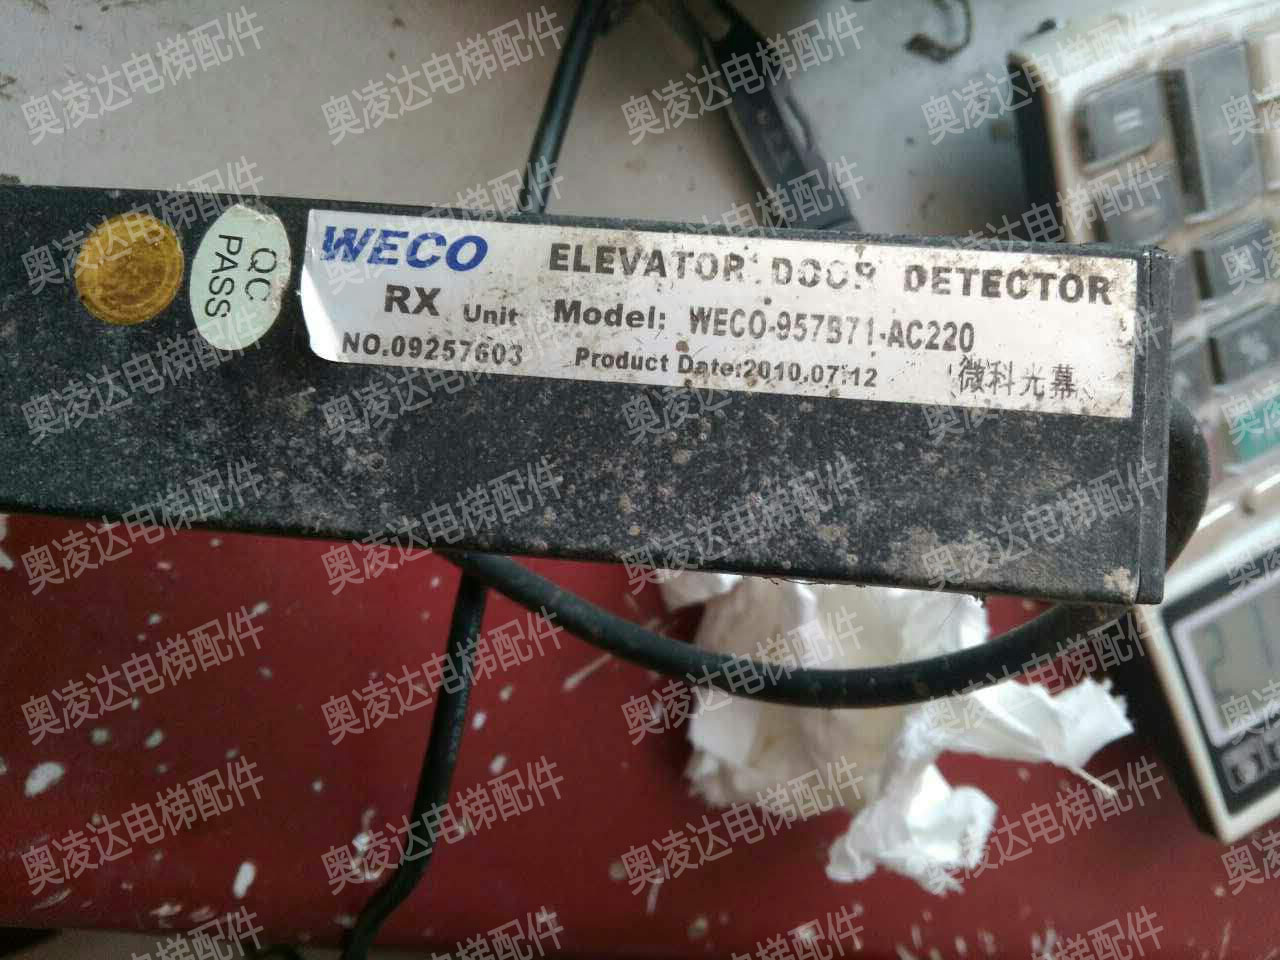 WECO ELEVATOR DOOR DETECTOR
RX Unit Model: WECO-957B71-AC220
NO.09257603 Product Date:2010.07.12 微科光幕
QC
PASS
奥凌达电梯配件